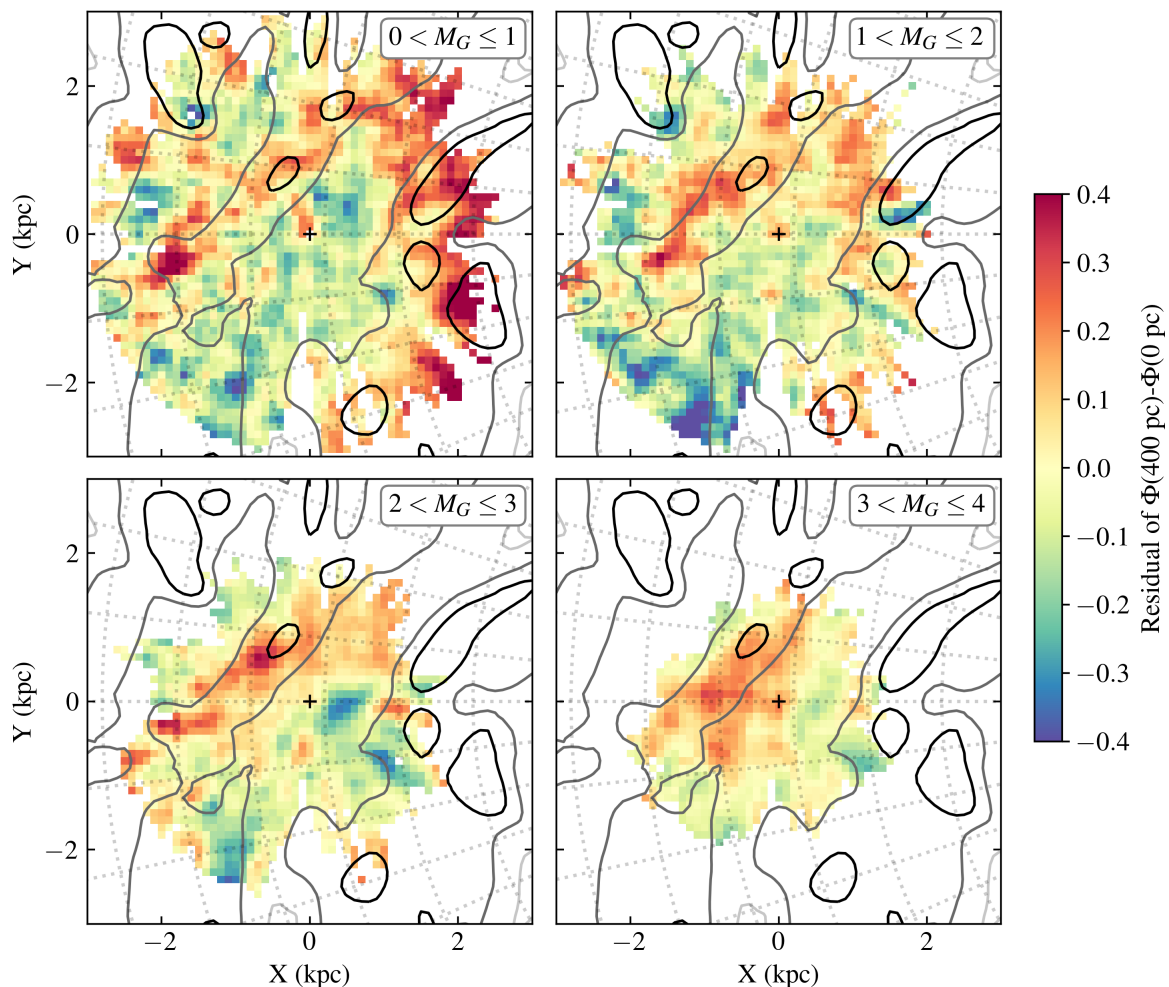 0 < M_G ≤ 1
1 < M_G ≤ 2
2
0
−2
Y (kpc)
2 < M_G ≤ 3
3 < M_G ≤ 4
2
0
−2
Y (kpc)
−2 0 2
−2 0 2
X (kpc)
X (kpc)
0.4
0.3
0.2
0.1
0.0
−0.1
−0.2
−0.3
−0.4
Residual of Φ(400 pc)-Φ(0 pc)